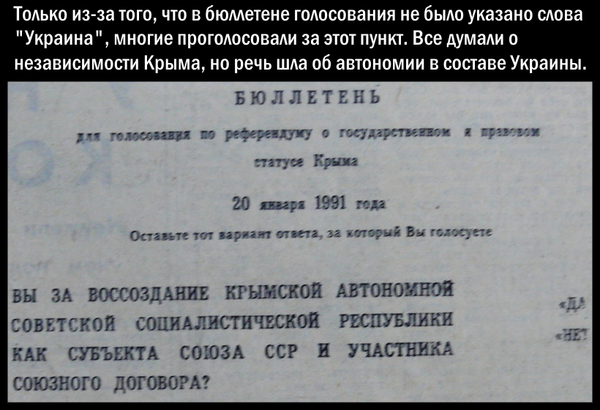 Только из-за того, что в бюллетене голосования не было указано слова
"Украина", многие проголосовали за этот пункт. Все думали о
независимости Крыма, но речь шла об автономии в составе Украины.
БЮЛЛЕТЕНЬ
для голосования по референдуму о государственном и правовом
статусе Крыма
20 января 1991 года
Оставьте тот вариант ответа, за который Вы голосуете
ВЫ ЗА ВОССОЗДАНИЕ КРЫМСКОЙ АВТОНОМНОЙ
«ДА
СОВЕТСКОЙ СОЦИАЛИСТИЧЕСКОЙ РЕСПУБЛИКИ
«НЕТ
КАК СУБЪЕКТА СОЮЗА ССР И УЧАСТНИКА
СОЮЗНОГО ДОГОВОРА?